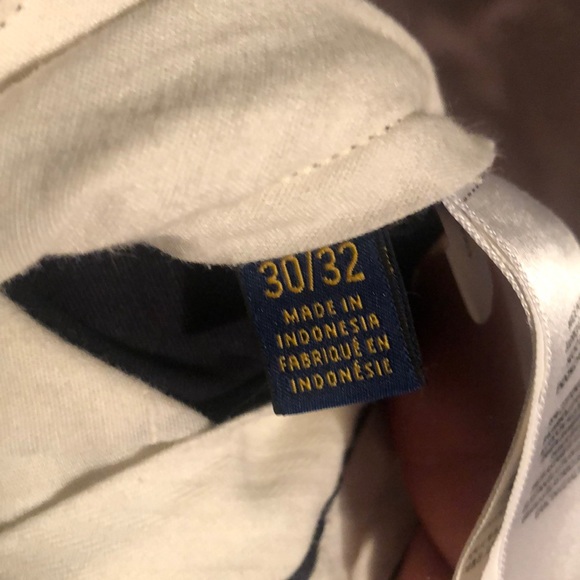 30/32
MADE IN
INDONESIA
FABRIQUÉ EN
INDONÉSIE